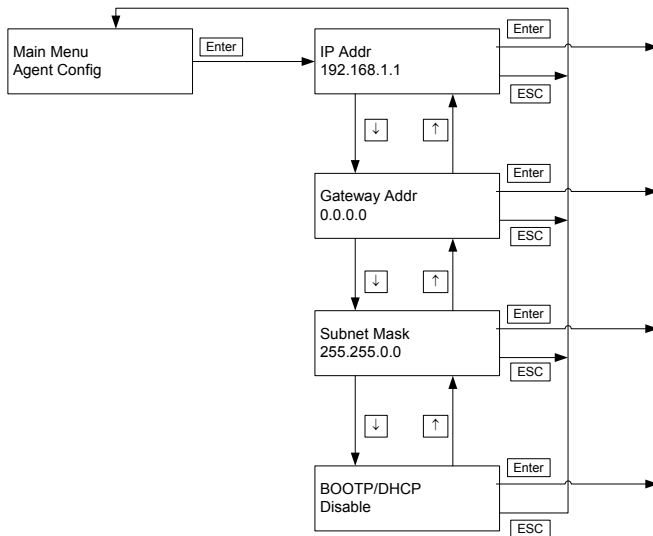 Main Menu
Agent Config
Enter
IP Addr
192.168.1.1
Enter
ESC
↓
↑
Gateway Addr
0.0.0.0
Enter
ESC
↓
↑
Subnet Mask
255.255.0.0
Enter
ESC
↓
↑
BOOTP/DHCP
Disable
Enter
ESC